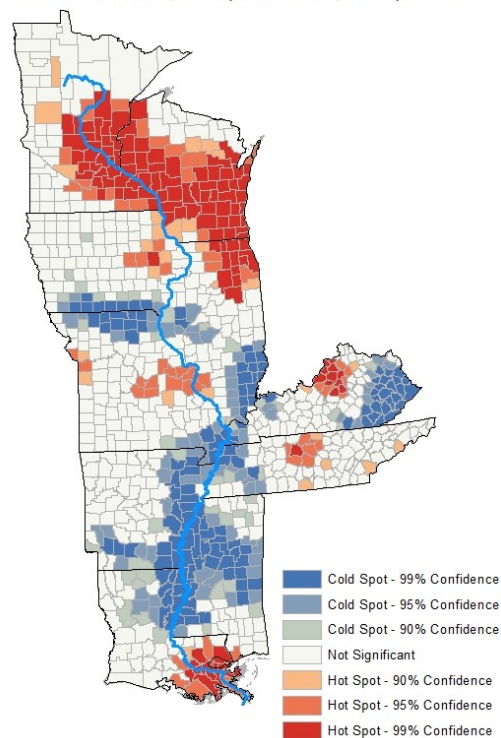 Cold Spot - 99% Confidence
Cold Spot - 95% Confidence
Cold Spot - 90% Confidence
Not Significant
Hot Spot - 90% Confidence
Hot Spot - 95% Confidence
Hot Spot - 99% Confidence